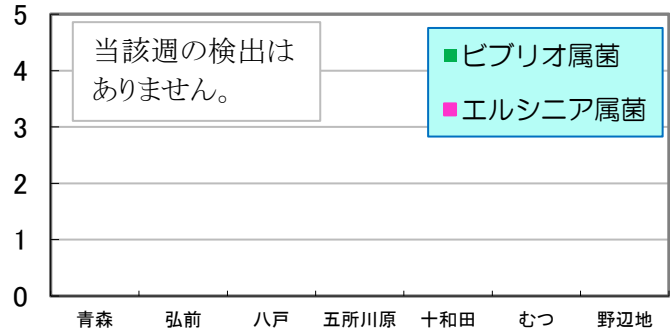 5
4
3
2
1
0
当該週の検出は
ありません。
ビブリオ属菌
エルシニア属菌
青森 弘前 八戸 五所川原 十和田 むつ 野辺地